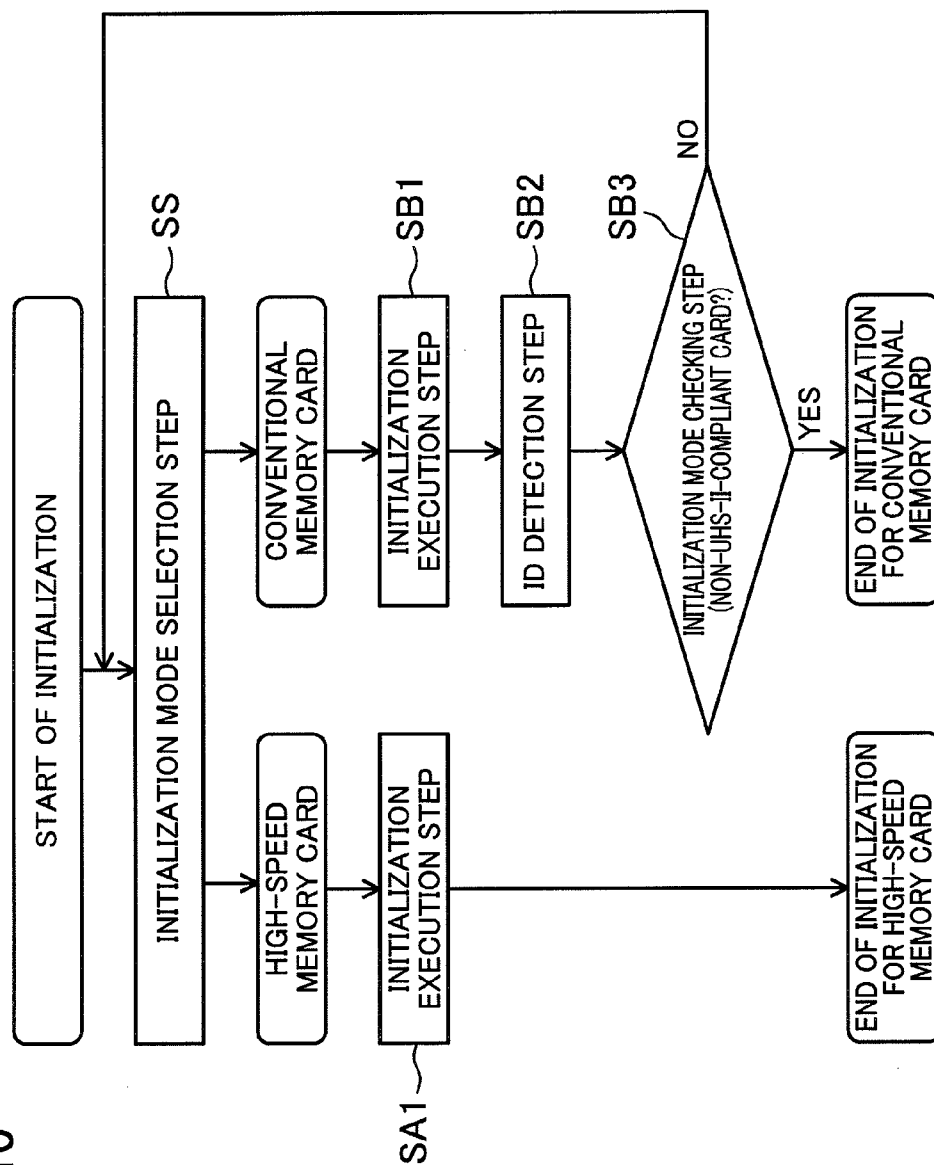 START OF INITIALIZATION
INITIALIZATION MODE SELECTION STEP
SS
HIGH-SPEED
MEMORY CARD
CONVENTIONAL
MEMORY CARD
SA1
INITIALIZATION
EXECUTION STEP
INITIALIZATION
EXECUTION STEP
SB1
ID DETECTION STEP
SB2
SB3
INITIALIZATION MODE CHECKING STEP
(NON-UHS-II-COMPLIANT CARD?)
NO
YES
END OF INITIALIZATION
FOR HIGH-SPEED
MEMORY CARD
END OF INITIALIZATION
FOR CONVENTIONAL
MEMORY CARD